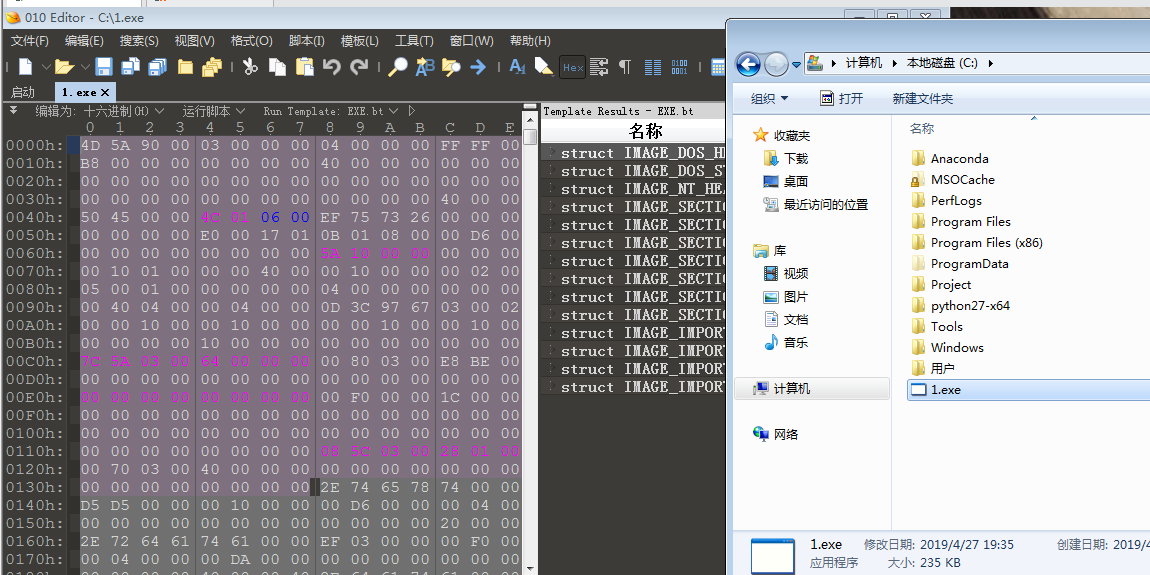 010 Editor - C:\1.exe
文件(F) 编辑(E) 搜索(S) 视图(V) 格式(O) 脚本(I) 模板(L) 工具(T) 窗口(W) 帮助(H)
Hex
启动 1.exe
编辑为: 十六进制(H) 运行脚本 Run Template: EXE.bt
0 1 2 3 4 5 6 7 8 9 A B C D E
0000h: 4D 5A 90 00 03 00 00 00 04 00 00 00 FF FF 00
0010h: B8 00 00 00 00 00 00 00 40 00 00 00 00 00 00
0020h: 00 00 00 00 00 00 00 00 00 00 00 00 00 00 00
0030h: 00 00 00 00 00 00 00 00 00 00 00 00 40 00 00
0040h: 50 45 00 00 4C 01 06 00 EF 75 73 26 00 00 00
0050h: 00 00 00 00 E0 00 17 01 0B 01 08 00 00 D6 00
0060h: 00 00 00 00 00 00 00 00 5A 10 00 00 00 00 00
0070h: 00 10 01 00 00 00 40 00 00 10 00 00 00 02 00
0080h: 05 00 01 00 00 00 00 00 04 00 00 00 00 00 00
0090h: 00 40 04 00 00 04 00 00 0D 3C 97 67 03 00 02
00A0h: 00 00 10 00 00 10 00 00 00 00 10 00 00 10 00
00B0h: 00 00 00 00 10 00 00 00 00 00 00 00 00 00 00
00C0h: 5A 03 00 64 00 00 00 00 80 03 00 E8 BE 00
00D0h: 00 00 00 00 00 00 00 00 00 00 00 00 00 00 00
00E0h: 00 00 00 00 00 00 00 00 00 F0 00 00 1C 00 00
00F0h: 00 00 00 00 00 00 00 00 00 00 00 00 00 00 00
0100h: 00 00 00 00 00 00 00 00 00 00 00 00 00 00 00
0110h: 00 00 00 00 00 00 00 00 03 00 01 00
0120h: 00 70 03 00 40 00 00 00 00 00 00 00 00 00 00
0130h: 00 00 00 00 00 00 00 00 2E 74 65 78 74 00 00
0140h: D5 D5 00 00 00 10 00 00 00 D6 00 00 00 04 00
0150h: 00 00 00 00 00 00 00 00 00 00 00 00 20 00 00
0160h: 2E 72 64 61 74 61 00 00 EF 03 00 00 00 F0 00
0170h: 00 04 00 00 00 DA 00 00 00 00 00 00 00 00 00
Template Results - EXE.bt
名称
struct IMAGE_DOS_H
struct IMAGE_DOS_S
struct IMAGE_NT_HE
struct IMAGE_SECTI
struct IMAGE_SECTI
struct IMAGE_SECTI
struct IMAGE_SECTI
struct IMAGE_SECTI
struct IMAGE_SECTI
struct IMAGE_SECTI
struct IMAGE_IMPOR
struct IMAGE_IMPOR
struct IMAGE_IMPOR
struct IMAGE_IMPOR
计算机 本地磁盘 (C:)
组织 打开 新建文件夹
收藏夹
下载
桌面
最近访问的位置
库
视频
图片
文档
音乐
计算机
网络
名称
Anaconda
MSOCache
PerfLogs
Program Files
Program Files (x86)
ProgramData
Project
python27-x64
Tools
Windows
用户
1.exe
1.exe 修改日期: 2019/4/27 19:35 创建日期: 2019/4
应用程序 大小: 235 KB